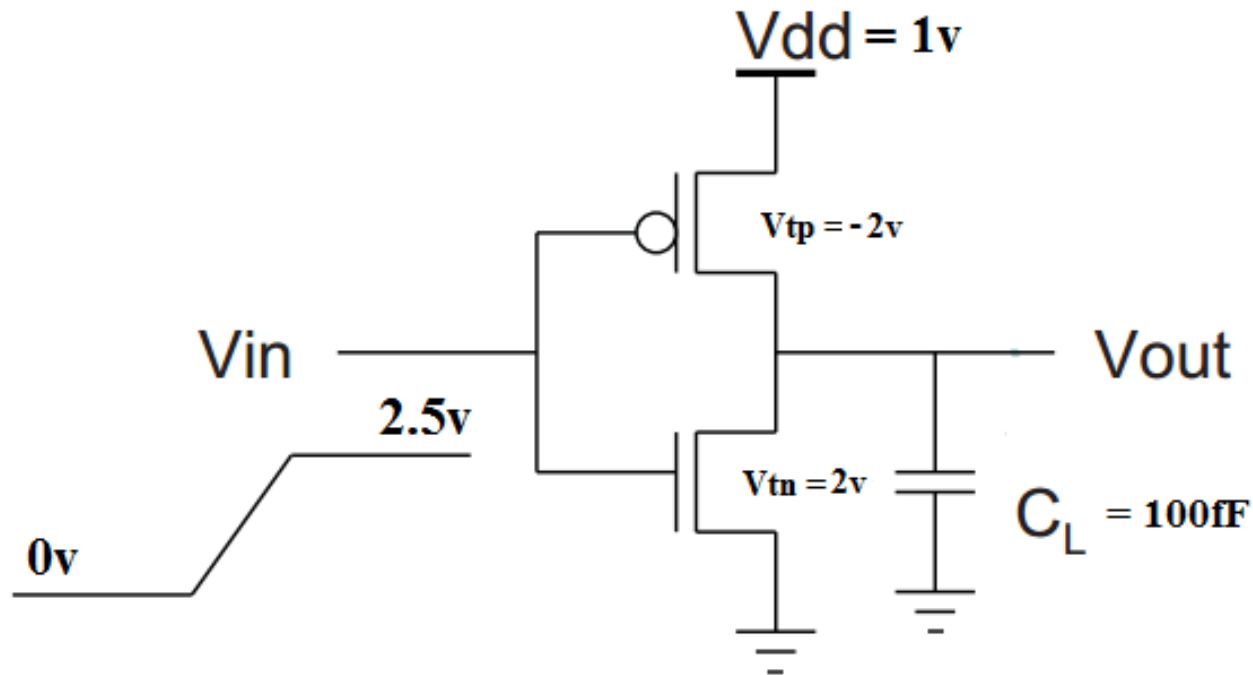 Vdd = 1v
Vtp = - 2v
Vin
Vout
2.5v
Vtn = 2v
0v
CL = 100fF